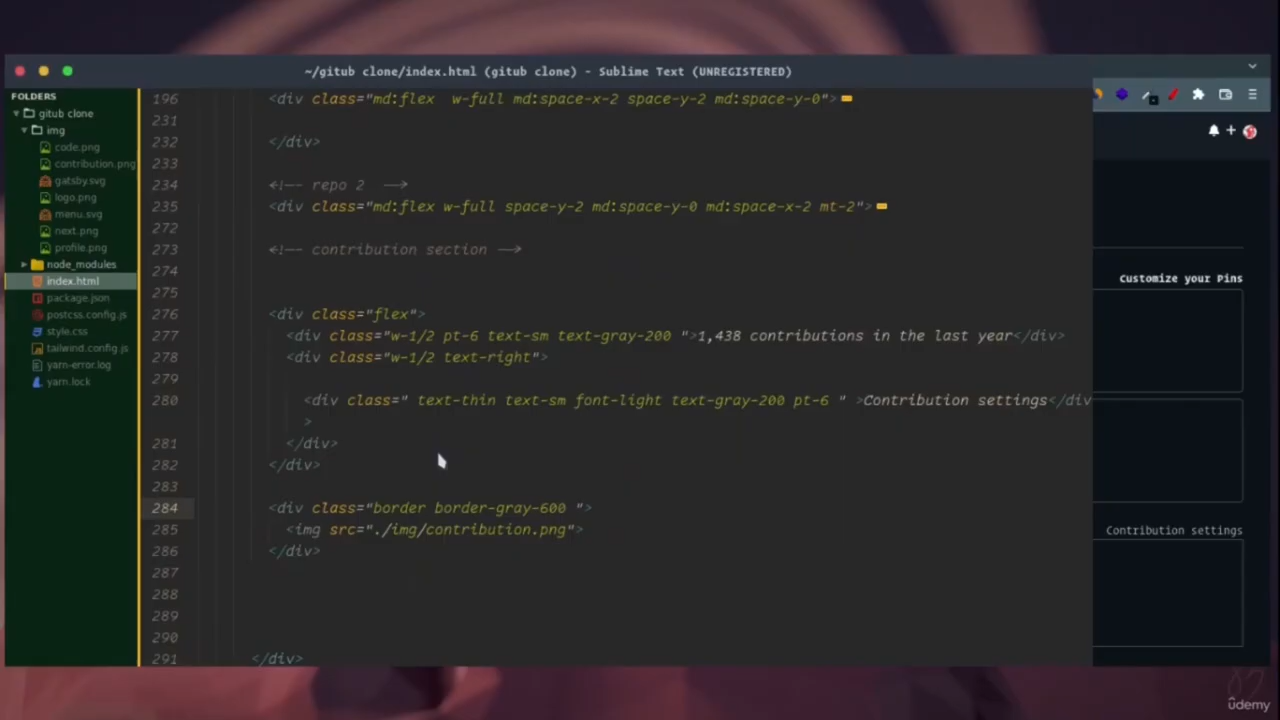 ~/gitub clone/index.html (gitub clone) - Sublime Text (UNREGISTERED)
FOLDERS
gitub clone
img
code.png
contribution.png
gatsby.svg
logo.png
menu.svg
next.png
profile.png
node_modules
index.html
package.json
postcss.config.js
style.css
tailwind.config.js
yarn-error.log
yarn.lock
196 <div class="md:flex  w-full md:space-x-2 space-y-2 md:space-y-0">
231
232 </div>
233
234 <!-- repo 2  -->
235 <div class="md:flex w-full space-y-2 md:space-y-0 md:space-x-2 mt-2">
272
273 <!-- contribution section -->
274
275
276 <div class="flex">
277 <div class="w-1/2 pt-6 text-sm text-gray-200 ">1,438 contributions in the last year</div>
278 <div class="w-1/2 text-right">
279
280 <div class=" text-thin text-sm font-light text-gray-200 pt-6 " >Contribution settings</div
>
281 </div>
282 </div>
283
284 <div class="border border-gray-600 ">
285 <img src="./img/contribution.png">
286 </div>
287
288
289
290
291 </div>
Customize your Pins
Contribution settings
ûdemy